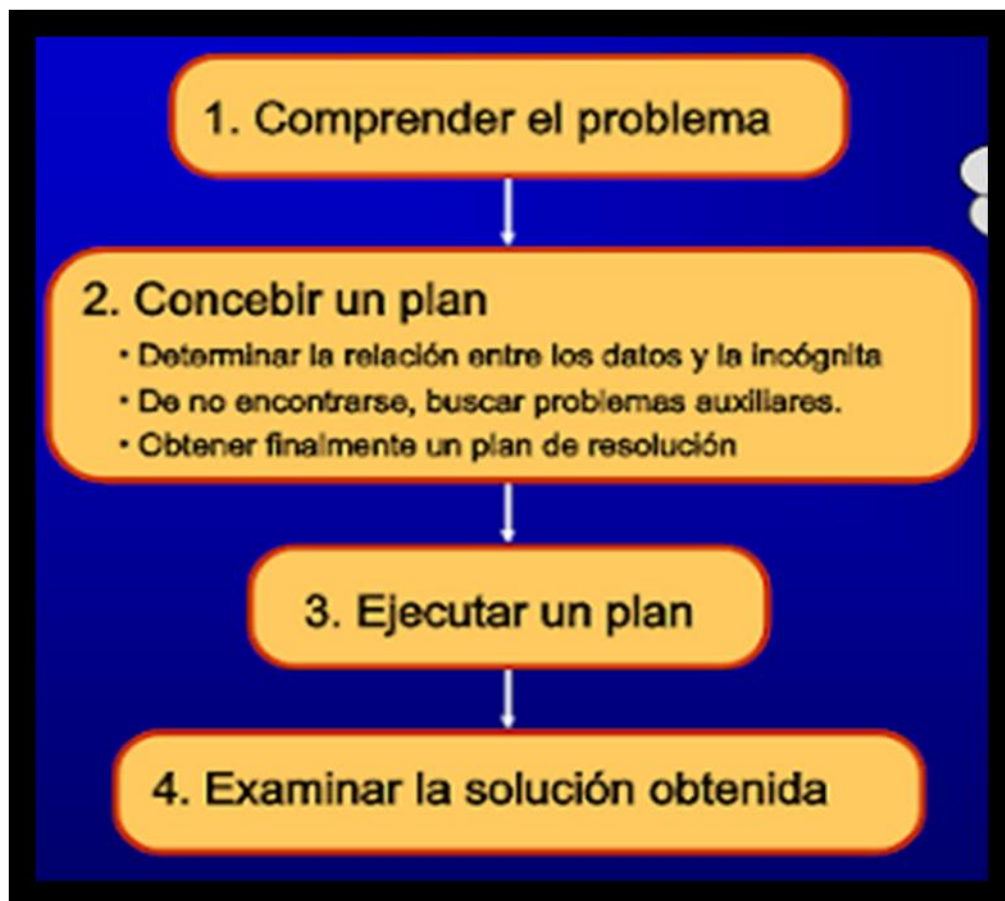 1. Comprender el problema
2. Concebir un plan
• Determinar la relación entre los datos y la incógnita
• De no encontrarse, buscar problemas auxiliares.
• Obtener finalmente un plan de resolución
3. Ejecutar un plan
4. Examinar la solución obtenida